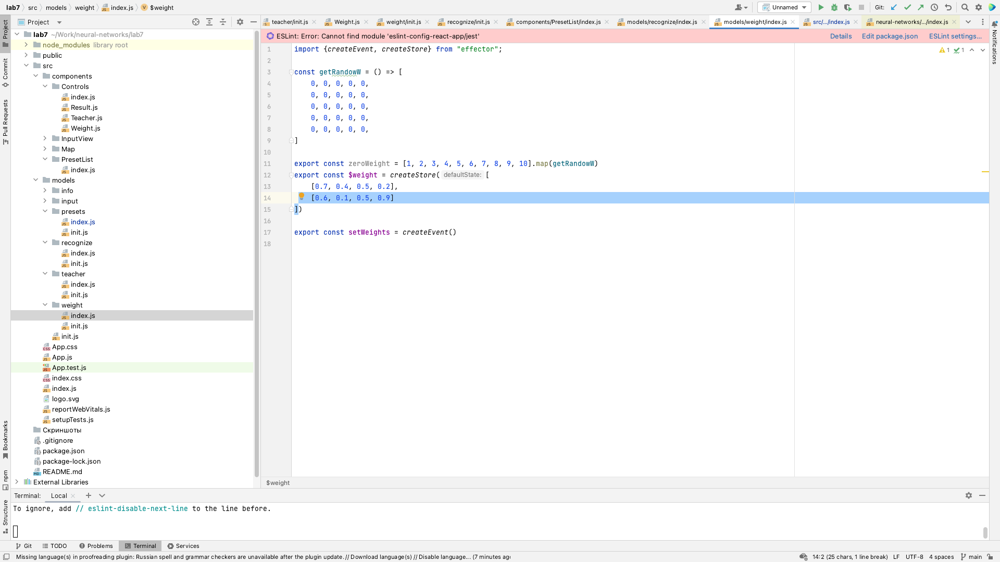 lab7 src models weight index.js $weight
Unnamed Git:
Project
Commit
Pull Requests
Bookmarks
npm
Structure
Notifications
Project
teacher/init.js Weight.js weight/init.js recognize/init.js components/PresetList/index.js models/recognize/index.js models/weight/index.js src/.../index.js neural-networks/.../index.js
ESLint: Error: Cannot find module 'eslint-config-react-app/jest' Details Edit package.json ESLint settings...
lab7 ~/Work/neural-networks/lab7
node_modules library root
public
src
components
Controls
index.js
Result.js
Teacher.js
Weight.js
InputView
Map
PresetList
index.js
models
info
input
presets
index.js
init.js
recognize
index.js
init.js
teacher
index.js
init.js
weight
index.js
init.js
init.js
App.css
App.js
App.test.js
index.css
index.js
logo.svg
reportWebVitals.js
setupTests.js
Скриншоты
.gitignore
package.json
package-lock.json
README.md
External Libraries
1 import {createEvent, createStore} from "effector";
1 1
2
3 const getRandowW = () => [
4 0, 0, 0, 0, 0,
5 0, 0, 0, 0, 0,
6 0, 0, 0, 0, 0,
7 0, 0, 0, 0, 0,
8 0, 0, 0, 0, 0,
9 ]
10
11 export const zeroWeight = [1, 2, 3, 4, 5, 6, 7, 8, 9, 10].map(getRandowW)
12 export const $weight = createStore( defaultState: [
13 [0.7, 0.4, 0.5, 0.2],
14 [0.6, 0.1, 0.5, 0.9]
15 ])
16
17 export const setWeights = createEvent()
18
$weight
Terminal: Local
To ignore, add // eslint-disable-next-line to the line before.
Git TODO Problems Terminal Services
Missing language(s) in proofreading plugin: Russian spell and grammar checkers are unavailable after the plugin update. // Download language(s) // Disable language... (7 minutes ago
14:2 (25 chars, 1 line break) LF UTF-8 4 spaces main